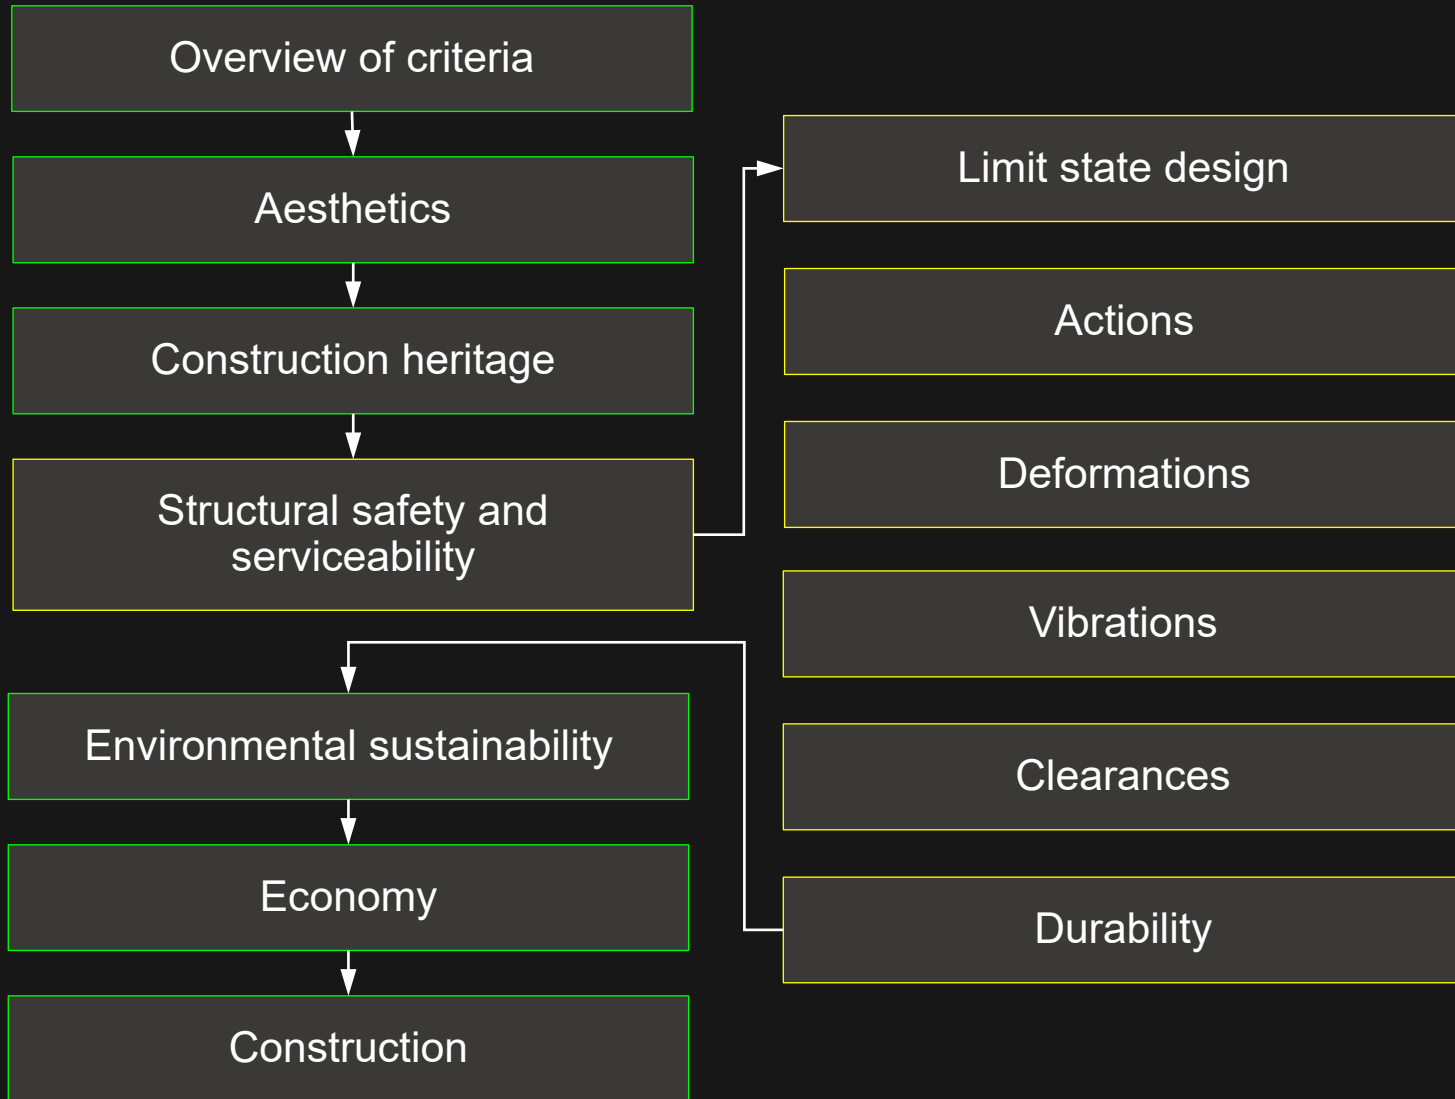 Overview of criteria
Aesthetics
Construction heritage
Structural safety and
serviceability
Limit state design
Actions
Deformations
Vibrations
Clearances
Durability
Environmental sustainability
Economy
Construction